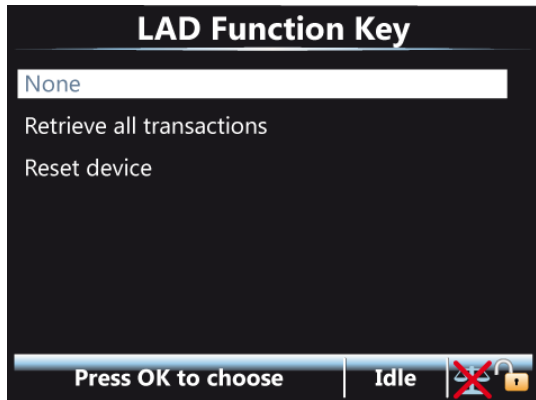 LAD Function Key
None
Retrieve all transactions
Reset device
Press OK to choose
Idle